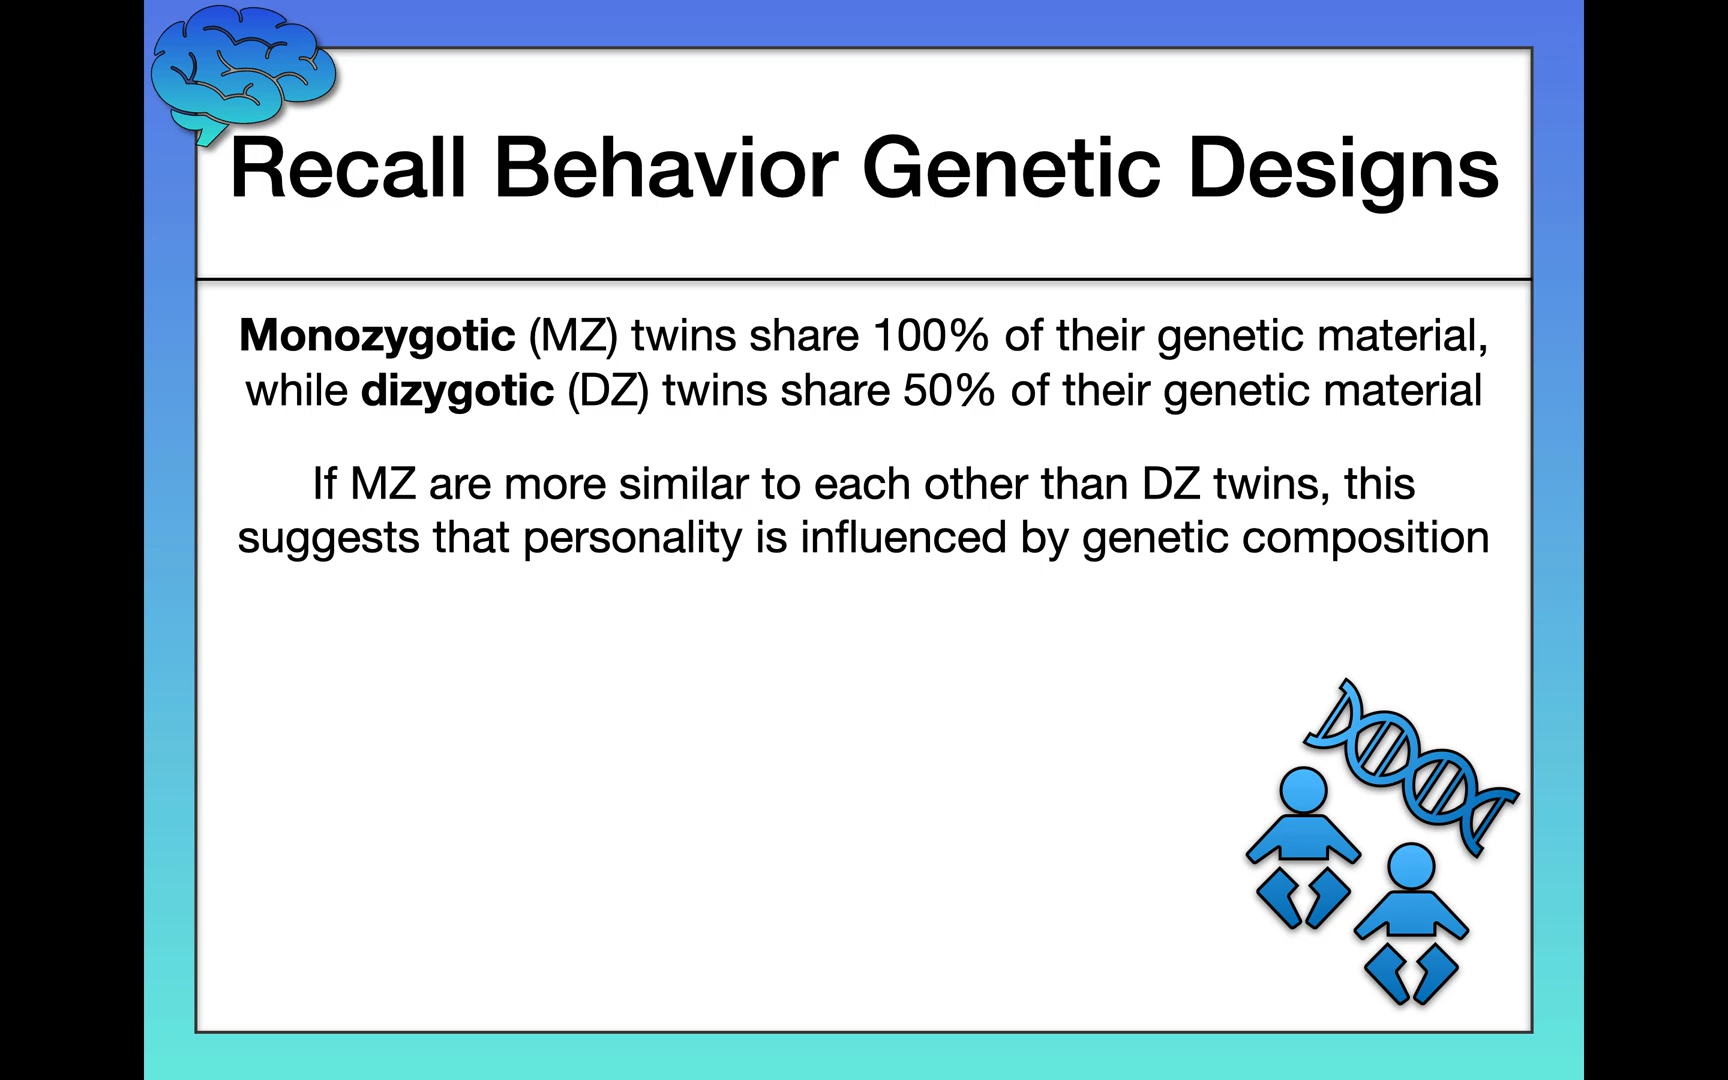 Recall Behavior Genetic Designs
Monozygotic (MZ) twins share 100% of their genetic material,
while dizygotic (DZ) twins share 50% of their genetic material
If MZ are more similar to each other than DZ twins, this
suggests that personality is influenced by genetic composition